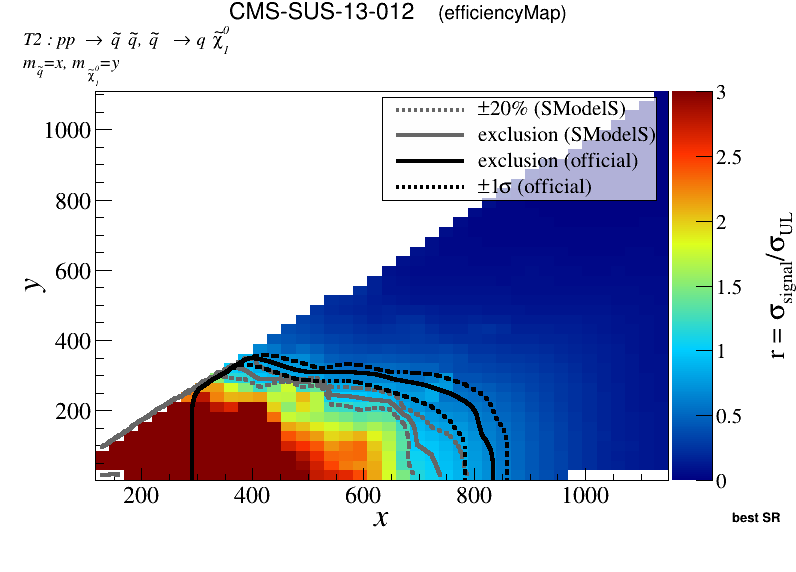 CMS-SUS-13-012 (efficiencyMap)
T2 : pp → q̃ q̃, q̃ → q χ̃⁰₁
m_q̃=x, m_χ̃⁰₁=y
±20% (SModelS)
exclusion (SModelS)
exclusion (official)
±1σ (official)
1000
800
600
400
200
y
200 400 600 800 1000
x
3
2.5
2
1.5
1
0.5
0
r = σ_signal/σ_UL
best SR